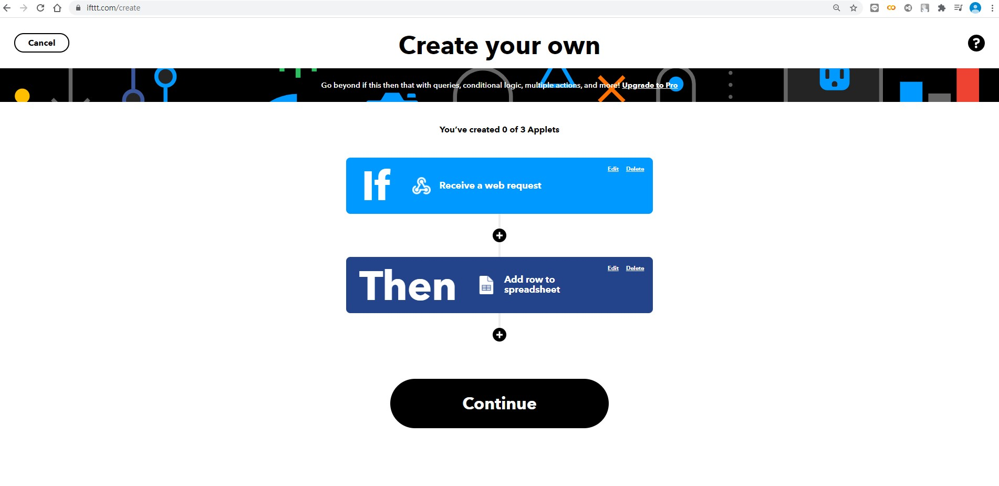 ifttt.com/create
Cancel
Create your own
?
Go beyond if this then that with queries, conditional logic, multiple actions, and more! Upgrade to Pro
You’ve created 0 of 3 Applets
Edit Delete
If Receive a web request
Edit Delete
Then Add row to
spreadsheet
Continue